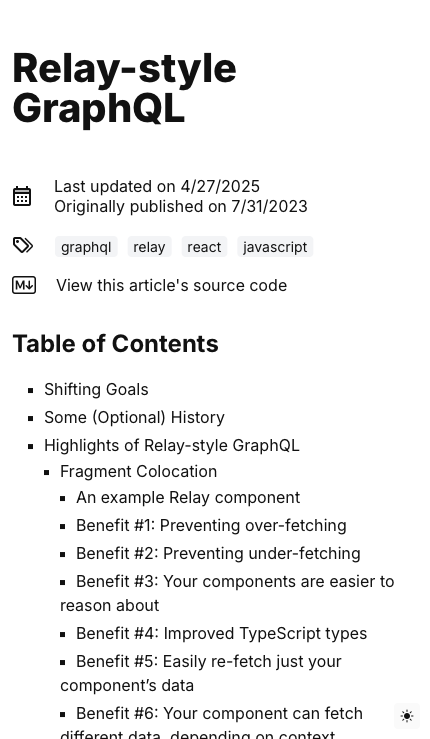 Relay-style
GraphQL
Last updated on 4/27/2025
Originally published on 7/31/2023
graphql relay react javascript
View this article's source code
Table of Contents
Shifting Goals
Some (Optional) History
Highlights of Relay-style GraphQL
Fragment Colocation
An example Relay component
Benefit #1: Preventing over-fetching
Benefit #2: Preventing under-fetching
Benefit #3: Your components are easier to
reason about
Benefit #4: Improved TypeScript types
Benefit #5: Easily re-fetch just your
component’s data
Benefit #6: Your component can fetch
different data, depending on context